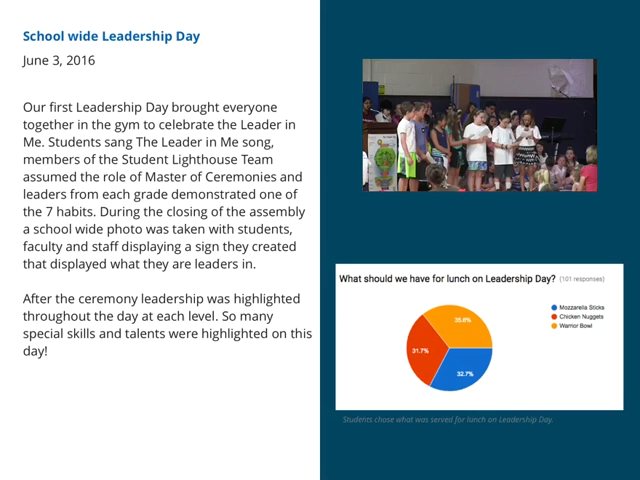 School wide Leadership Day
June 3, 2016
Our first Leadership Day brought everyone
together in the gym to celebrate the Leader in
Me. Students sang The Leader in Me song,
members of the Student Lighthouse Team
assumed the role of Master of Ceremonies and
leaders from each grade demonstrated one of
the 7 habits. During the closing of the assembly
a school wide photo was taken with students,
faculty and staff displaying a sign they created
that displayed what they are leaders in.
After the ceremony leadership was highlighted
throughout the day at each level. So many
special skills and talents were highlighted on this
day!
What should we have for lunch on Leadership Day? (101 responses)
Mozzarella Sticks
Chicken Nuggets
Warrior Bowl
35.6%
31.7%
32.7%
Students chose what was served for lunch on Leadership Day.